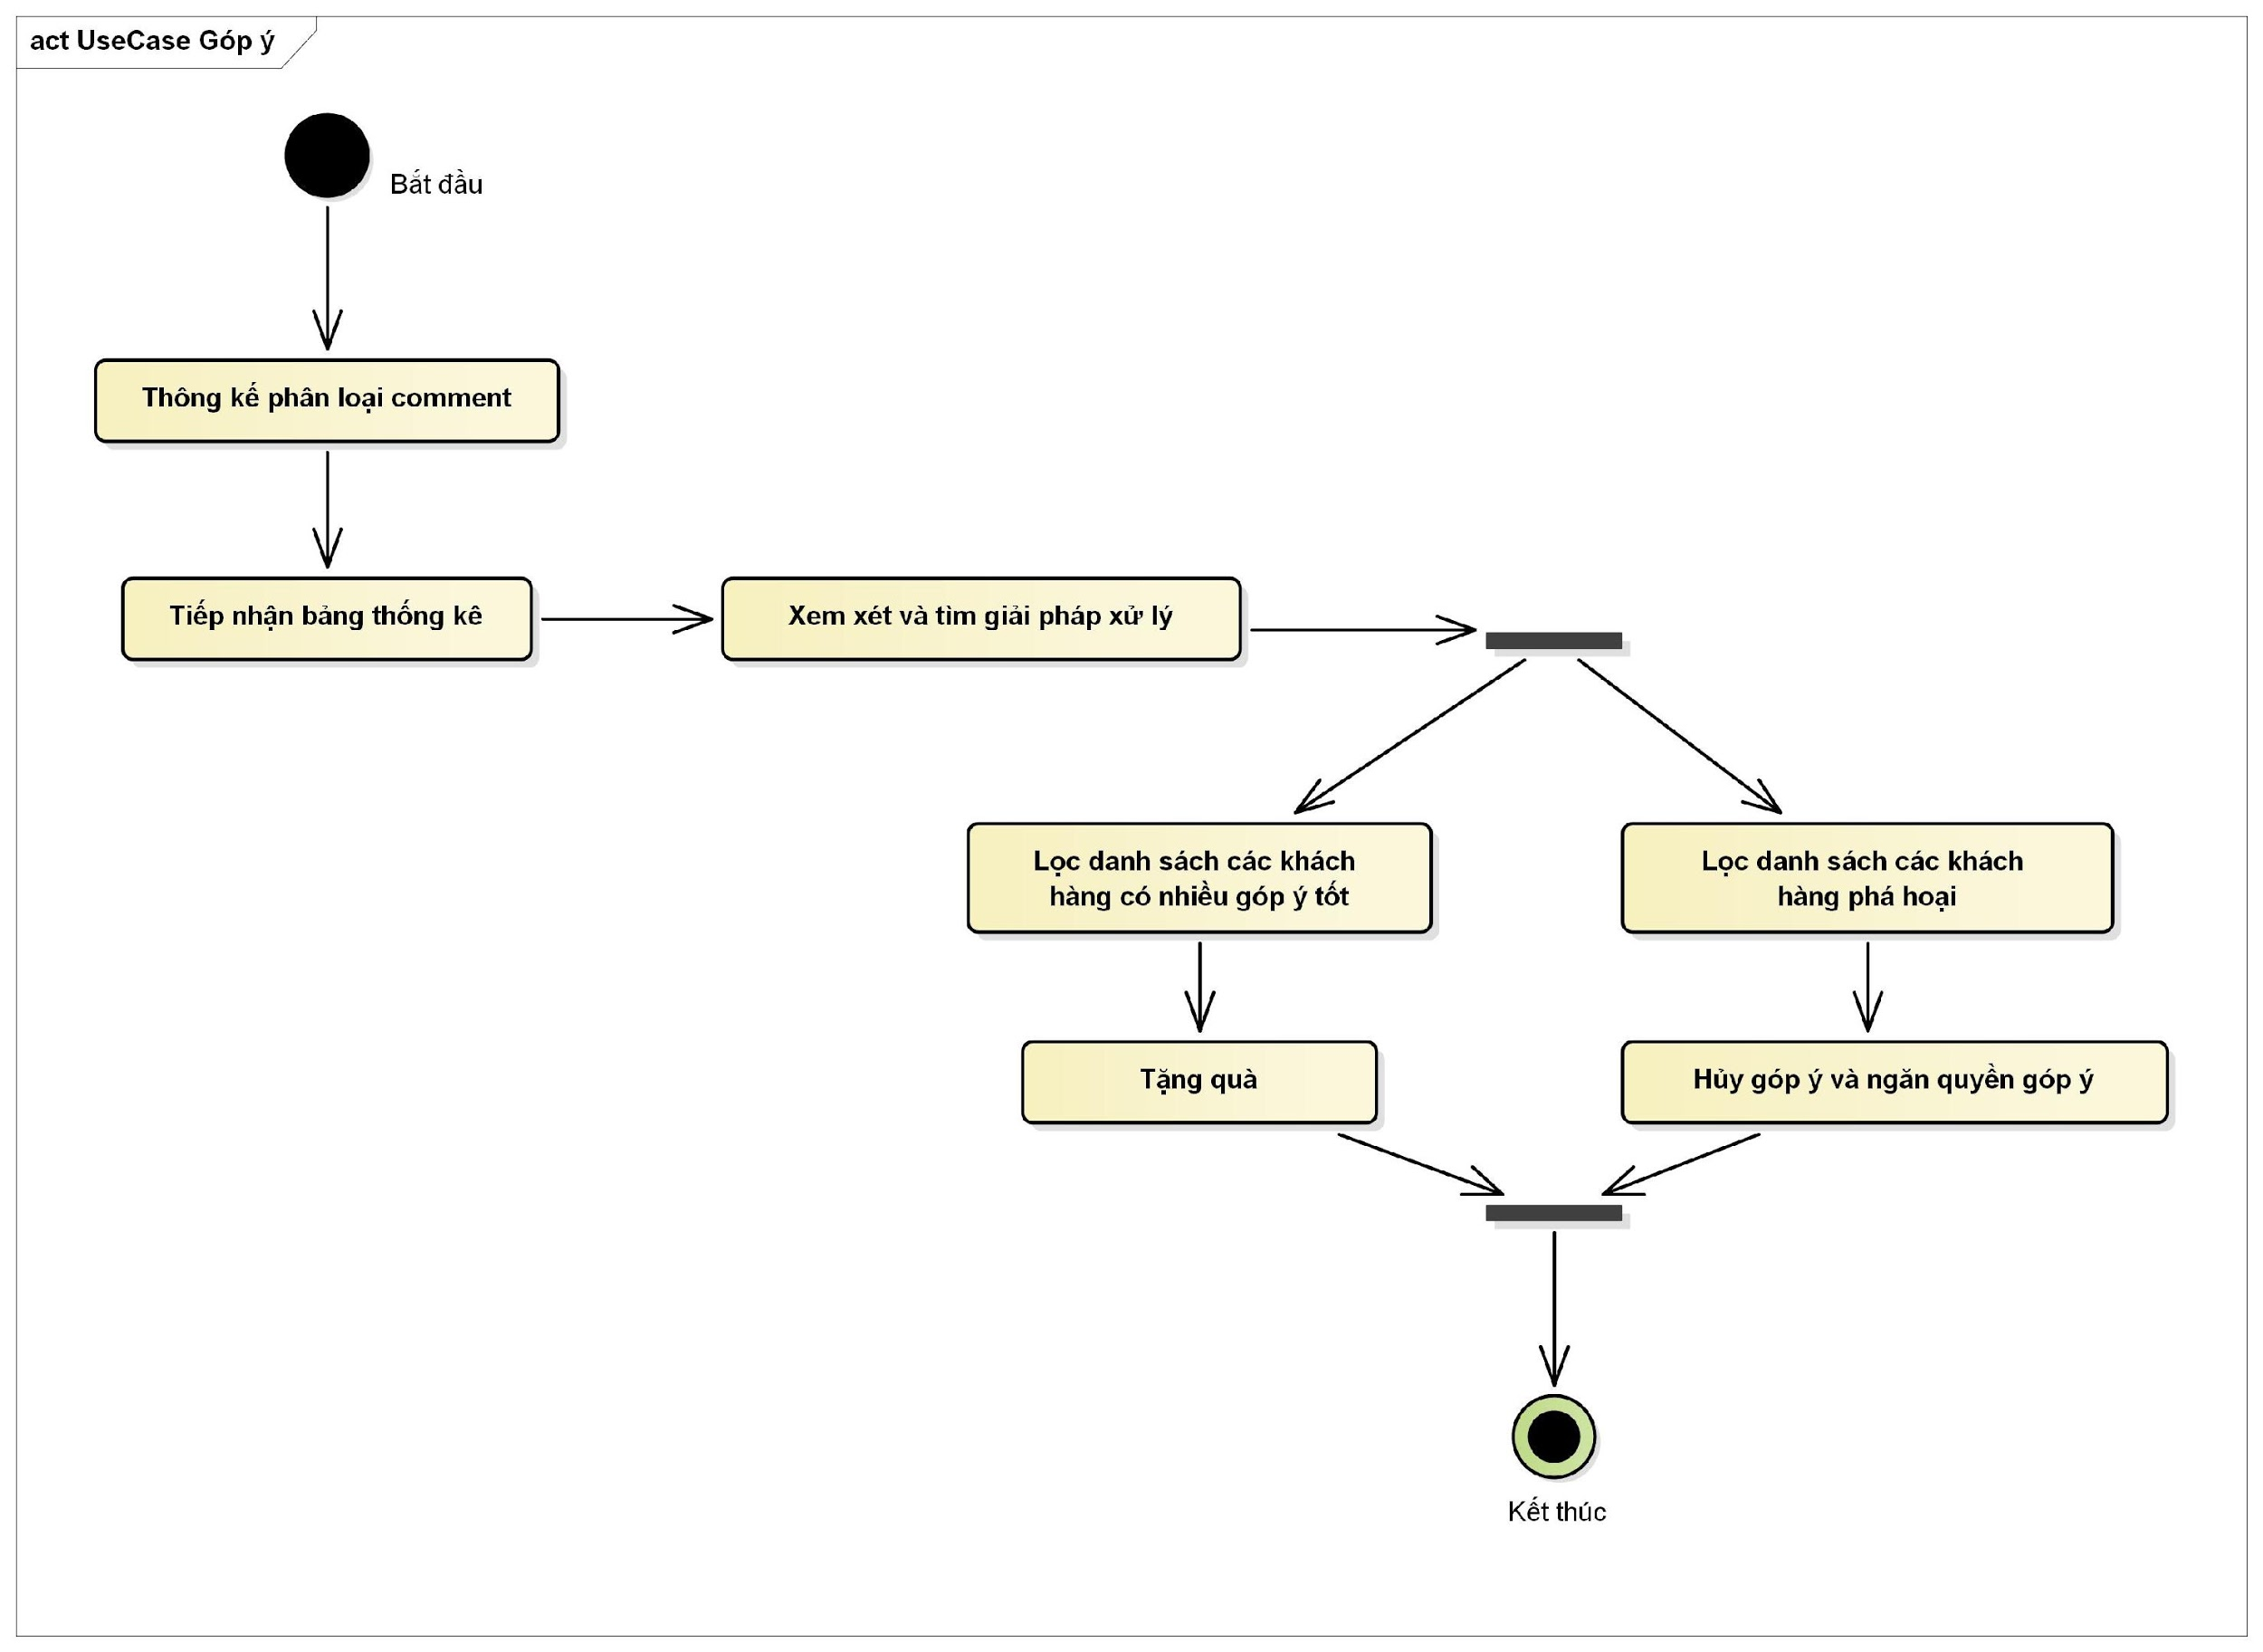 act UseCase Góp ý
Bắt đầu
Thông kế phân loại comment
Tiếp nhận bảng thống kê
Xem xét và tìm giải pháp xử lý
Lọc danh sách các khách
hàng có nhiều góp ý tốt
Lọc danh sách các khách
hàng phá hoại
Tặng quà
Hủy góp ý và ngăn quyền góp ý
Kết thúc